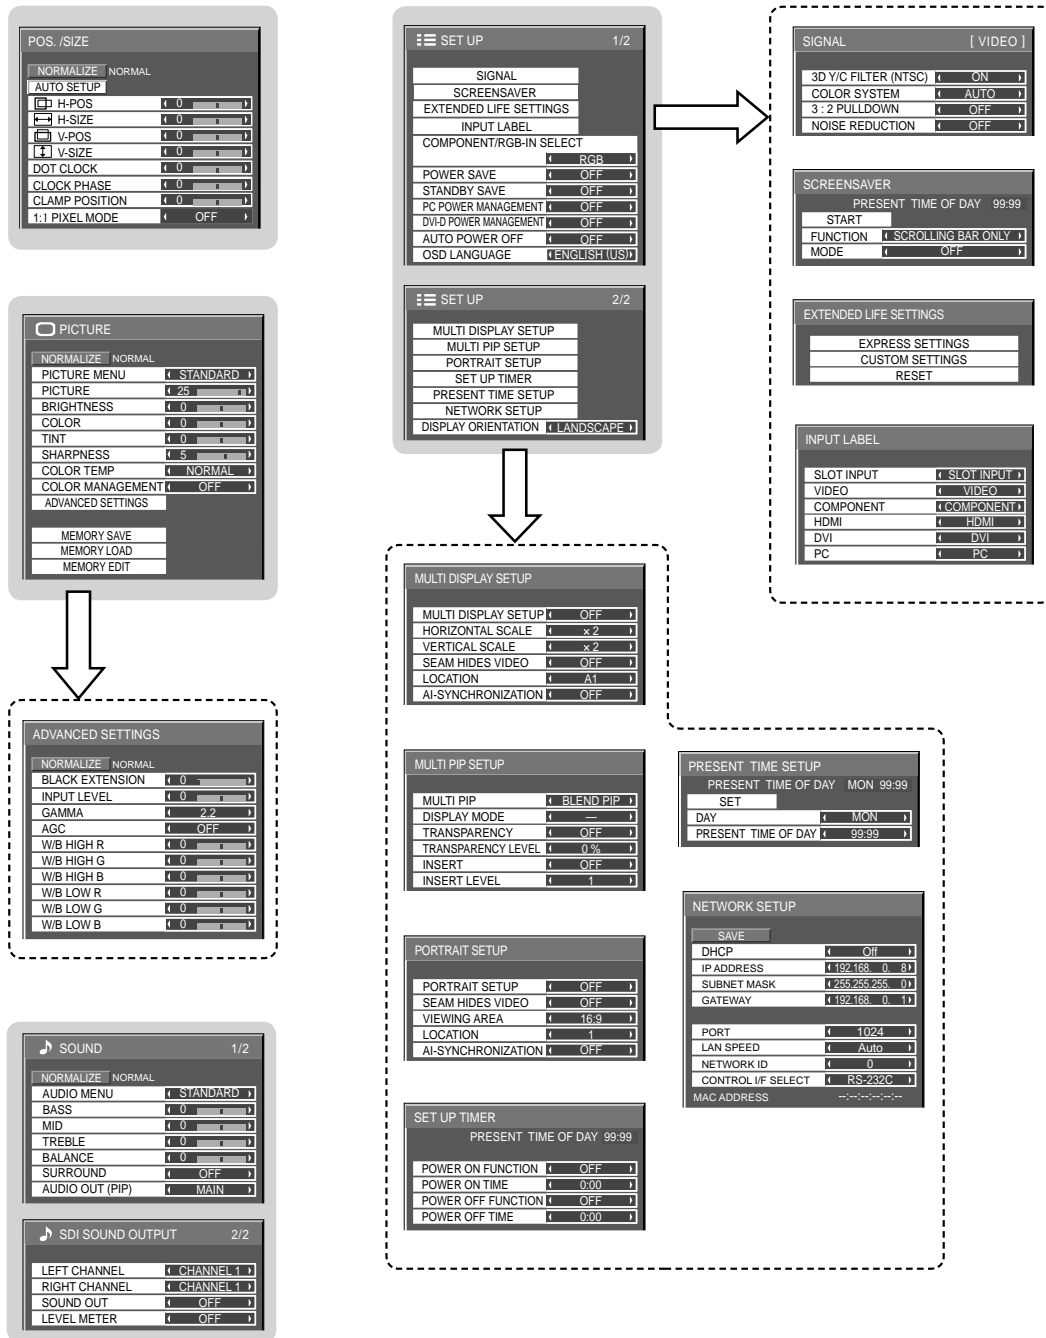 POS. /SIZE
NORMALIZE NORMAL
AUTO SETUP
H-POS 0
H-SIZE 0
V-POS 0
V-SIZE 0
DOT CLOCK 0
CLOCK PHASE 0
CLAMP POSITION 0
1:1 PIXEL MODE OFF
PICTURE
NORMALIZE NORMAL
PICTURE MENU STANDARD
PICTURE 25
BRIGHTNESS 0
COLOR 0
TINT 0
SHARPNESS 5
COLOR TEMP NORMAL
COLOR MANAGEMENT OFF
ADVANCED SETTINGS
MEMORY SAVE
MEMORY LOAD
MEMORY EDIT
ADVANCED SETTINGS
NORMALIZE NORMAL
BLACK EXTENSION 0
INPUT LEVEL 0
GAMMA 2.2
AGC OFF
W/B HIGH R 0
W/B HIGH G 0
W/B HIGH B 0
W/B LOW R 0
W/B LOW G 0
W/B LOW B 0
SOUND 1/2
NORMALIZE NORMAL
AUDIO MENU STANDARD
BASS 0
MID 0
TREBLE 0
BALANCE 0
SURROUND OFF
AUDIO OUT (PIP) MAIN
SDI SOUND OUTPUT 2/2
LEFT CHANNEL CHANNEL 1
RIGHT CHANNEL CHANNEL 1
SOUND OUT OFF
LEVEL METER OFF
SET UP 1/2
SIGNAL
SCREENSAVER
EXTENDED LIFE SETTINGS
INPUT LABEL
COMPONENT/RGB-IN SELECT
RGB
POWER SAVE OFF
STANDBY SAVE OFF
PC POWER MANAGEMENT OFF
DVI-D POWER MANAGEMENT OFF
AUTO POWER OFF OFF
OSD LANGUAGE ENGLISH (US)
SET UP 2/2
MULTI DISPLAY SETUP
MULTI PIP SETUP
PORTRAIT SETUP
SET UP TIMER
PRESENT TIME SETUP
NETWORK SETUP
DISPLAY ORIENTATION LANDSCAPE
MULTI DISPLAY SETUP
MULTI DISPLAY SETUP OFF
HORIZONTAL SCALE × 2
VERTICAL SCALE × 2
SEAM HIDES VIDEO OFF
LOCATION A1
AI-SYNCHRONIZATION OFF
MULTI PIP SETUP
MULTI PIP BLEND PIP
DISPLAY MODE —
TRANSPARENCY OFF
TRANSPARENCY LEVEL 0 %
INSERT OFF
INSERT LEVEL 1
PORTRAIT SETUP
PORTRAIT SETUP OFF
SEAM HIDES VIDEO OFF
VIEWING AREA 16:9
LOCATION 1
AI-SYNCHRONIZATION OFF
SET UP TIMER
PRESENT TIME OF DAY 99:99
POWER ON FUNCTION OFF
POWER ON TIME 0:00
POWER OFF FUNCTION OFF
POWER OFF TIME 0:00
PRESENT TIME SETUP
PRESENT TIME OF DAY MON 99:99
SET
DAY MON
PRESENT TIME OF DAY 99:99
NETWORK SETUP
SAVE
DHCP Off
IP ADDRESS 192.168. 0. 8
SUBNET MASK 255.255.255. 0
GATEWAY 192.168. 0. 1
PORT 1024
LAN SPEED Auto
NETWORK ID 0
CONTROL I/F SELECT RS-232C
MAC ADDRESS --:--:--:--:--:--
SIGNAL [ VIDEO ]
3D Y/C FILTER (NTSC) ON
COLOR SYSTEM AUTO
3 : 2 PULLDOWN OFF
NOISE REDUCTION OFF
SCREENSAVER
PRESENT TIME OF DAY 99:99
START
FUNCTION SCROLLING BAR ONLY
MODE OFF
EXTENDED LIFE SETTINGS
EXPRESS SETTINGS
CUSTOM SETTINGS
RESET
INPUT LABEL
SLOT INPUT SLOT INPUT
VIDEO VIDEO
COMPONENT COMPONENT
HDMI HDMI
DVI DVI
PC PC